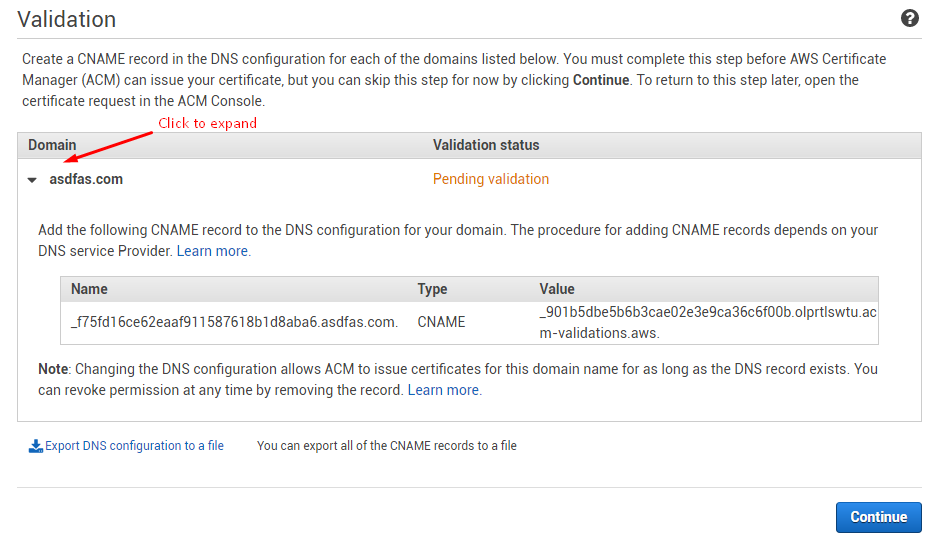 Validation
?
Create a CNAME record in the DNS configuration for each of the domains listed below. You must complete this step before AWS Certificate
Manager (ACM) can issue your certificate, but you can skip this step for now by clicking Continue. To return to this step later, open the
certificate request in the ACM Console.
Click to expand
Domain Validation status
asdfas.com Pending validation
Add the following CNAME record to the DNS configuration for your domain. The procedure for adding CNAME records depends on your
DNS service Provider. Learn more.
Name Type Value
_f75fd16ce62eaaf911587618b1d8aba6.asdfas.com. CNAME _901b5dbe5b6b3cae02e3e9ca36c6f00b.olprtlswtu.ac
m-validations.aws.
Note: Changing the DNS configuration allows ACM to issue certificates for this domain name for as long as the DNS record exists. You
can revoke permission at any time by removing the record. Learn more.
Export DNS configuration to a file You can export all of the CNAME records to a file
Continue